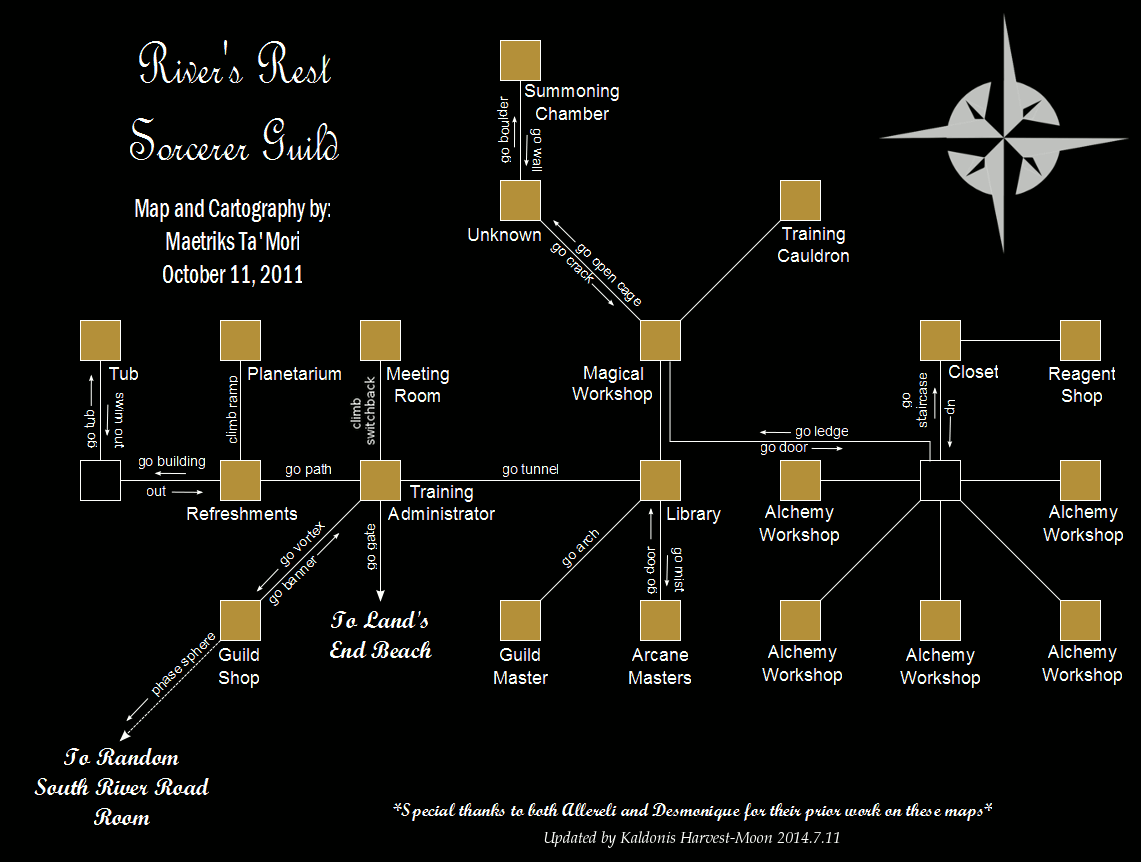 River's Rest
Sorcerer Guild
Map and Cartography by:
Maetriks Ta'Mori
October 11, 2011
Summoning
Chamber
go boulder
go wall
Unknown
go open cage
go crack
Training
Cauldron
Tub
Planetarium
Meeting
Room
Magical
Workshop
Closet
Reagent
Shop
go tub
swim out
climb ramp
climb
switchback
go
staircase
up
go ledge
go door
go building
out
go path
go tunnel
Refreshments
Training
Administrator
Library
Alchemy
Workshop
Alchemy
Workshop
go vortex
go banner
go gate
go arch
go door
go mist
To Land's
End Beach
Guild
Shop
Guild
Master
Arcane
Masters
Alchemy
Workshop
Alchemy
Workshop
Alchemy
Workshop
phase sphere
To Random
South River Road
Room
*Special thanks to both Allereli and Desmonique for their prior work on these maps*
Updated by Kaldonis Harvest-Moon 2014.7.11